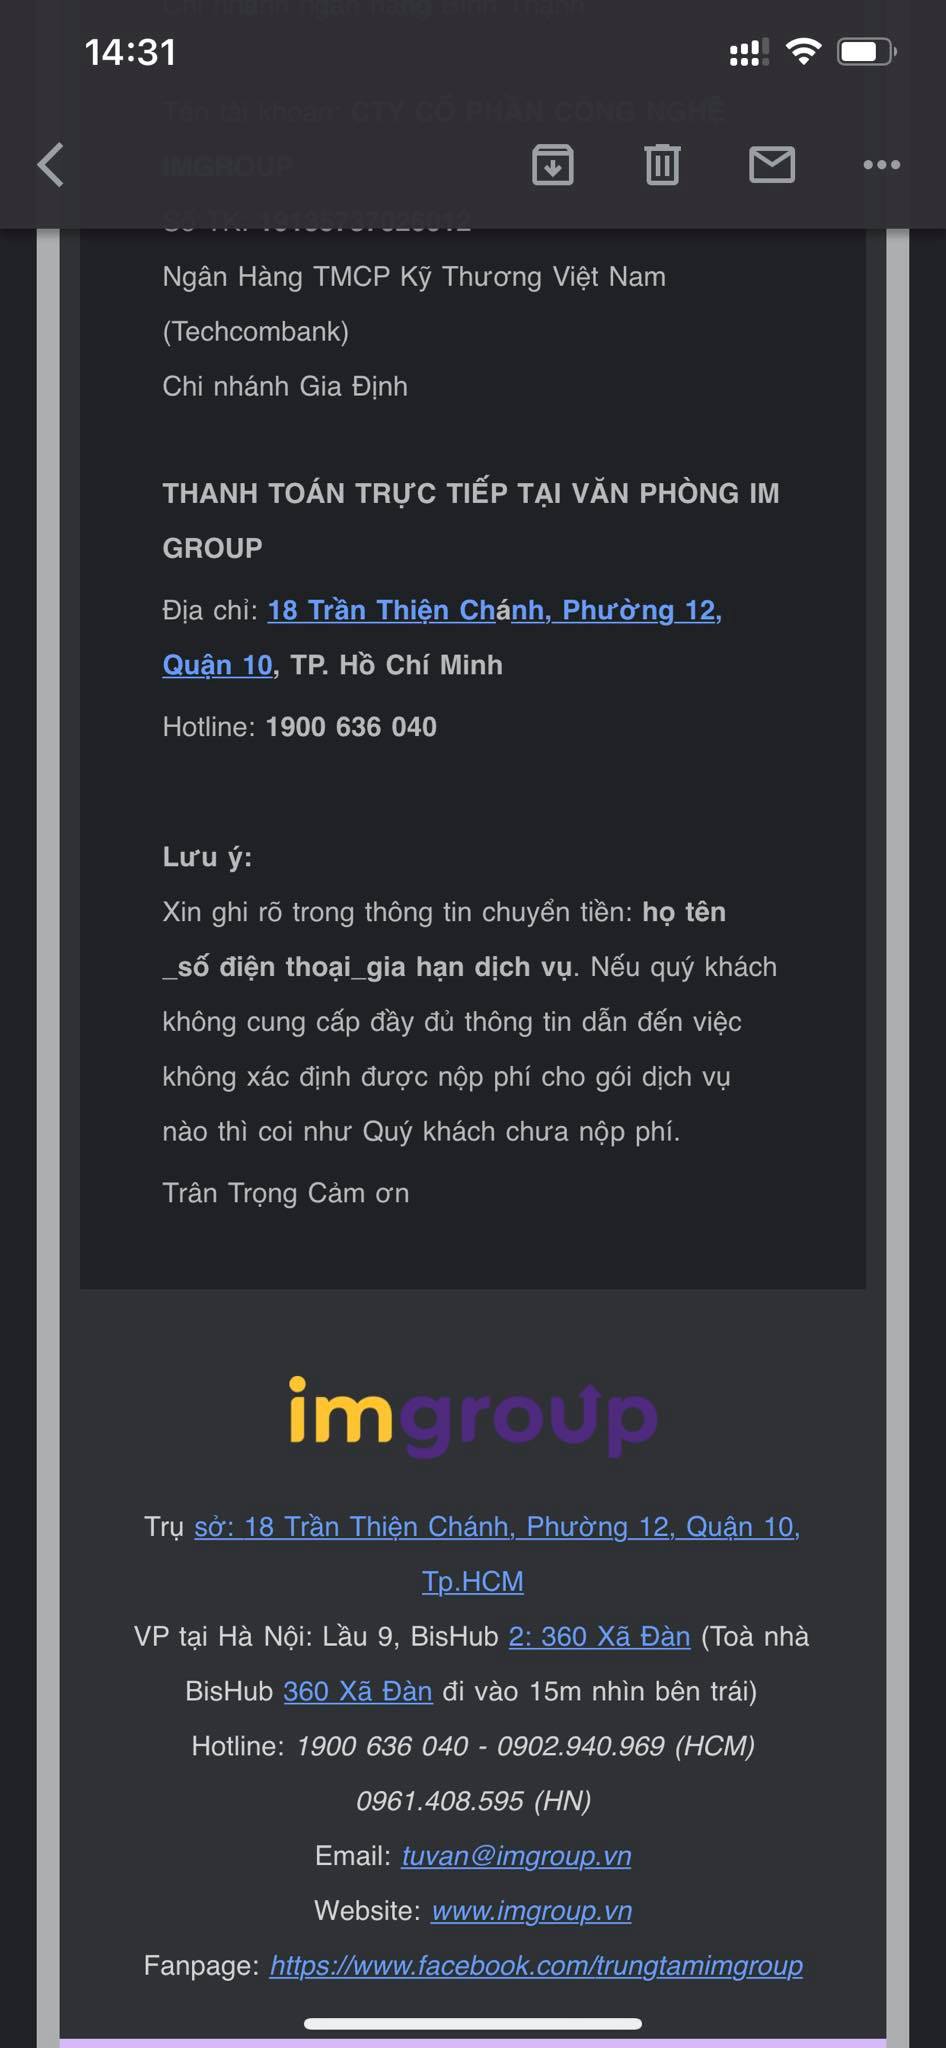 Chi nhánh ngân hàng Bình Thạnh
14:31
Tên tài khoản: CTY CỔ PHẦN CÔNG NGHỆ
IMGROUP
Số TK: 19135737026012
Ngân Hàng TMCP Kỹ Thương Việt Nam
(Techcombank)
Chi nhánh Gia Định
THANH TOÁN TRỰC TIẾP TẠI VĂN PHÒNG IM
GROUP
Địa chỉ: 18 Trần Thiện Chánh, Phường 12,
Quận 10, TP. Hồ Chí Minh
Hotline: 1900 636 040
Lưu ý:
Xin ghi rõ trong thông tin chuyển tiền: họ tên
_số điện thoại_gia hạn dịch vụ. Nếu quý khách
không cung cấp đầy đủ thông tin dẫn đến việc
không xác định được nộp phí cho gói dịch vụ
nào thì coi như Quý khách chưa nộp phí.
Trân Trọng Cảm ơn
imgroup
Trụ sở: 18 Trần Thiện Chánh, Phường 12, Quận 10,
Tp.HCM
VP tại Hà Nội: Lầu 9, BisHub 2: 360 Xã Đàn (Toà nhà
BisHub 360 Xã Đàn đi vào 15m nhìn bên trái)
Hotline: 1900 636 040 - 0902.940.969 (HCM)
0961.408.595 (HN)
Email: tuvan@imgroup.vn
Website: www.imgroup.vn
Fanpage: https://www.facebook.com/trungtamimgroup